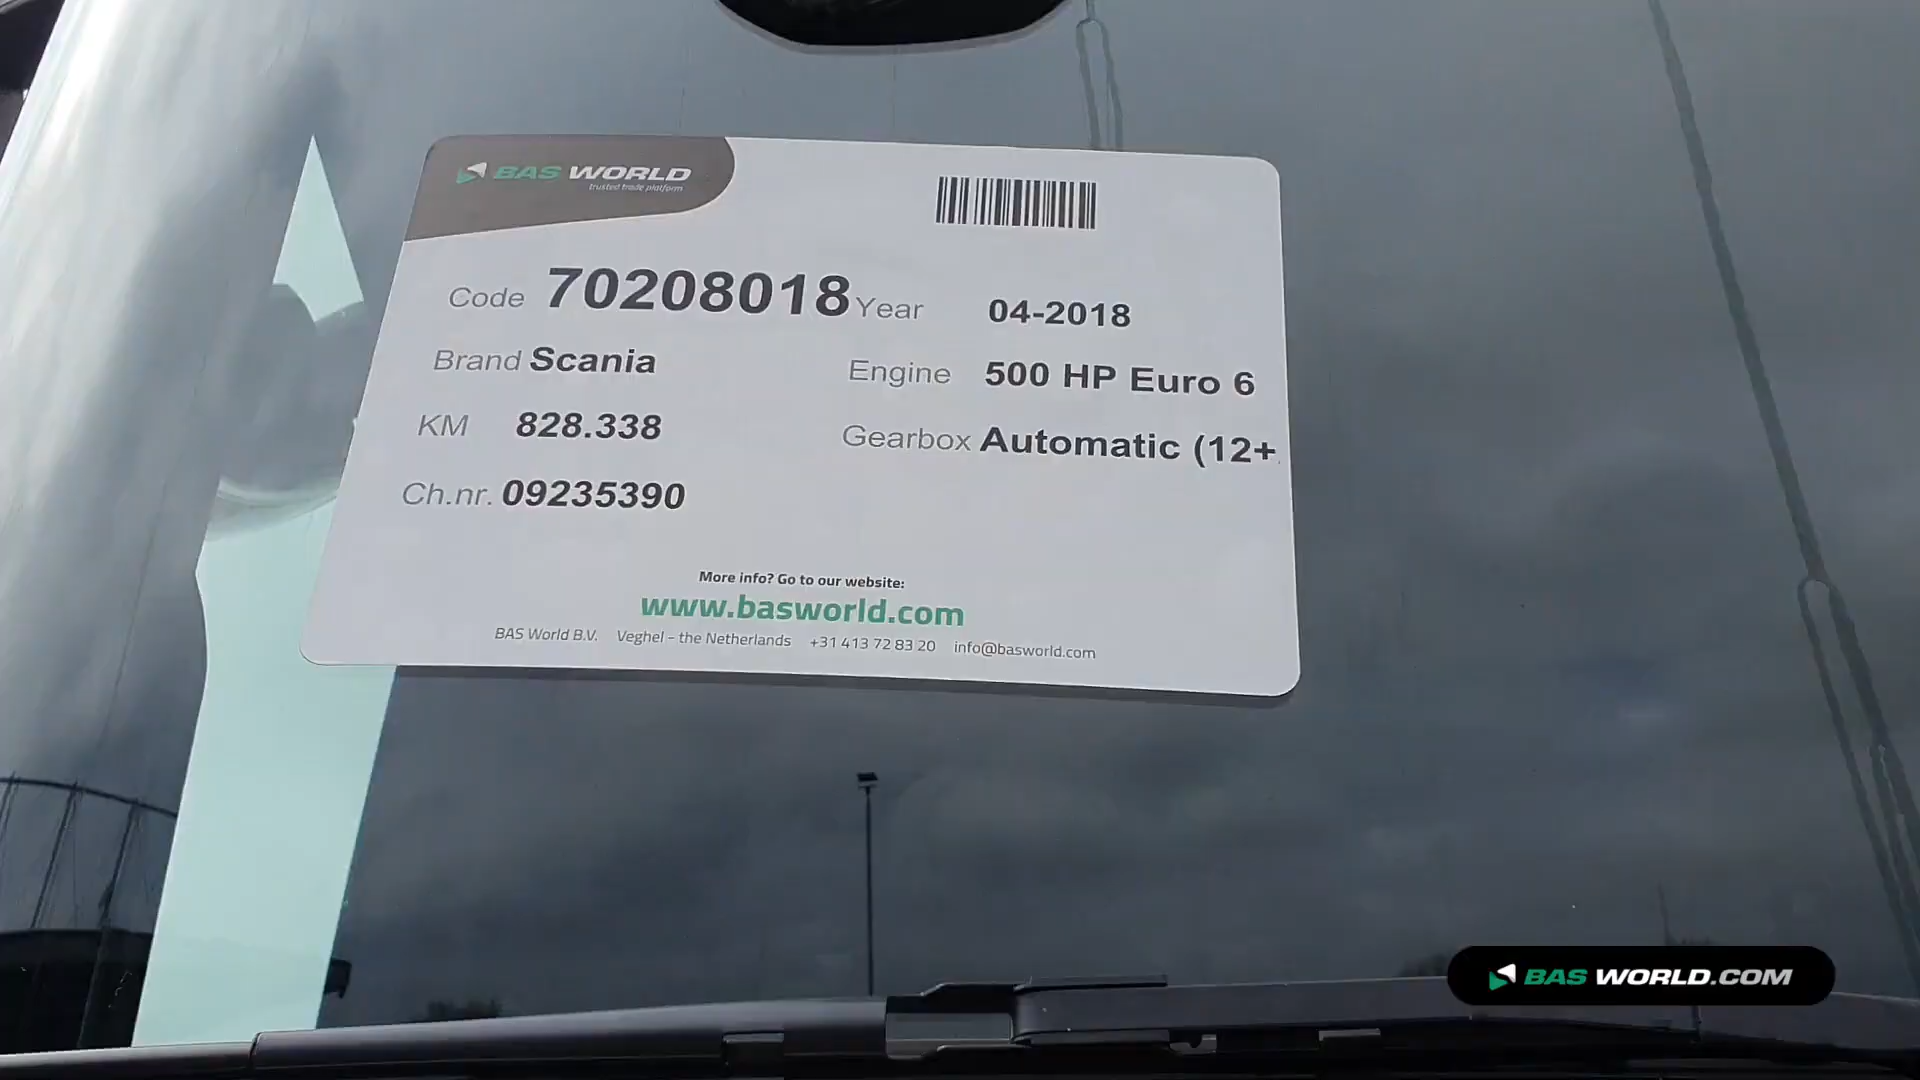 BAS WORLD
trusted trade platform
Code 70208018 Year 04-2018
Brand Scania Engine 500 HP Euro 6
KM 828.338 Gearbox Automatic (12+
Ch.nr. 09235390
More info? Go to our website:
www.basworld.com
BAS World B.V. Veghel - the Netherlands +31 413 72 83 20 info@basworld.com
BAS WORLD.COM